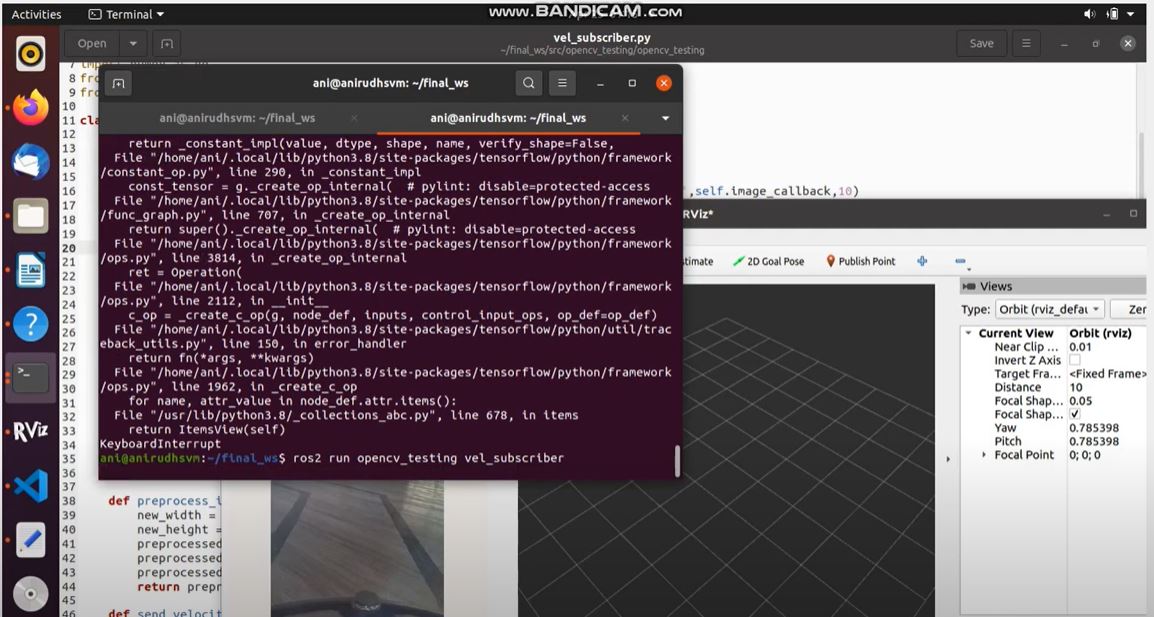 Activities
Terminal
www.BANDICAM.com
Open
vel_subscriber.py
~/final_ws/src/opencv_testing/opencv_testing
Save
8 fro
9 fro
10
11 cla
12
13
14
15
16
,self.image_callback,10)
17
18
19
20
21
22
23
24
25
26
27
28
29
30
31
32
33
34
35
36
37
38 def preprocess_i
39 new_width =
40 new_height =
41 preprocessed
42 preprocessed
43 preprocessed
44 return prepr
45
46 def send_velocit
ani@anirudhsvm: ~/final_ws
ani@anirudhsvm: ~/final_ws
ani@anirudhsvm: ~/final_ws
return _constant_impl(value, dtype, shape, name, verify_shape=False,
File "/home/ani/.local/lib/python3.8/site-packages/tensorflow/python/framework
/constant_op.py", line 290, in _constant_impl
const_tensor = g._create_op_internal( # pylint: disable=protected-access
File "/home/ani/.local/lib/python3.8/site-packages/tensorflow/python/framework
/func_graph.py", line 707, in _create_op_internal
return super()._create_op_internal( # pylint: disable=protected-access
File "/home/ani/.local/lib/python3.8/site-packages/tensorflow/python/framework
/ops.py", line 3814, in _create_op_internal
ret = Operation(
File "/home/ani/.local/lib/python3.8/site-packages/tensorflow/python/framework
/ops.py", line 2112, in __init__
c_op = _create_c_op(g, node_def, inputs, control_input_ops, op_def=op_def)
File "/home/ani/.local/lib/python3.8/site-packages/tensorflow/python/util/trac
eback_utils.py", line 150, in error_handler
return fn(*args, **kwargs)
File "/home/ani/.local/lib/python3.8/site-packages/tensorflow/python/framework
/ops.py", line 1962, in _create_c_op
for name, attr_value in node_def.attr.items():
File "/usr/lib/python3.8/_collections_abc.py", line 678, in items
return ItemsView(self)
KeyboardInterrupt
ani@anirudhsvm:~/final_ws$ ros2 run opencv_testing vel_subscriber
RViz*
timate
2D Goal Pose
Publish Point
Views
Type: Orbit (rviz_defau
Zer
Current View Orbit (rviz)
Near Clip ... 0.01
Invert Z Axis
Target Fra... <Fixed Frame>
Distance 10
Focal Shap... 0.05
Focal Shap...
Yaw 0.785398
Pitch 0.785398
Focal Point 0; 0; 0
RViz